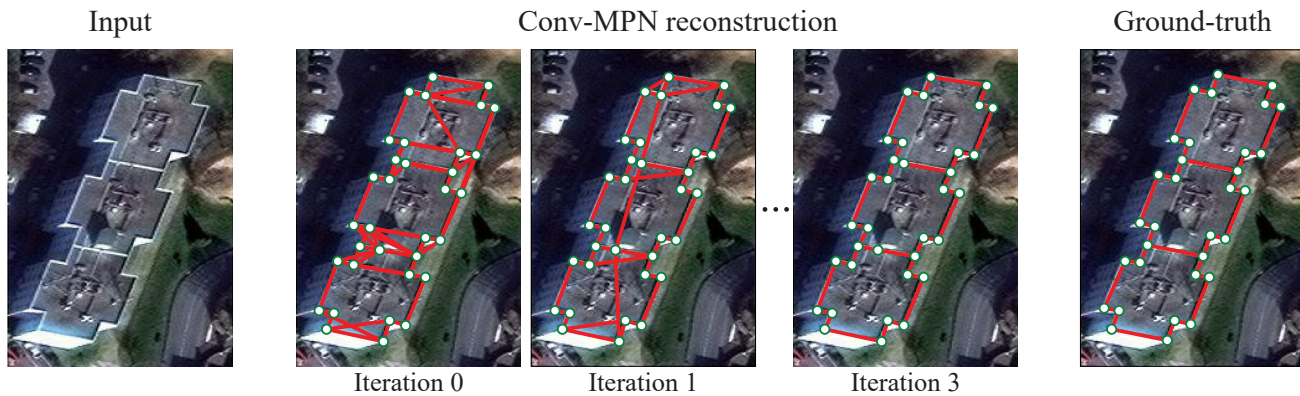 Input
Conv-MPN reconstruction
Ground-truth
...
Iteration 0
Iteration 1
Iteration 3